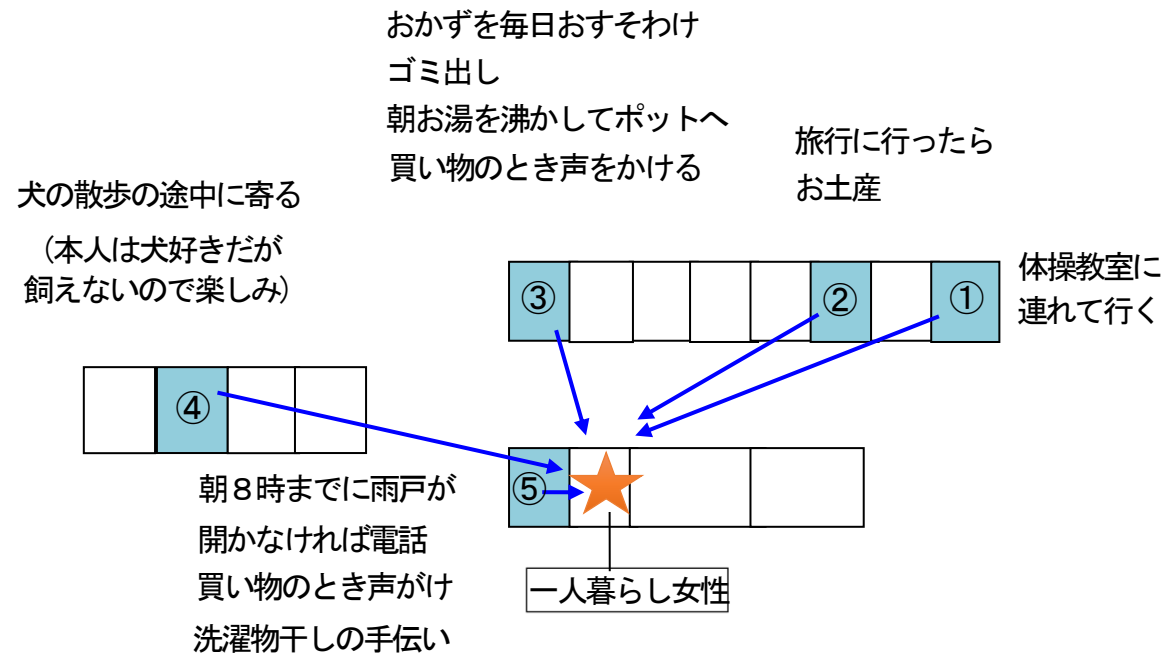 おかずを毎日おすそわけ
ゴミ出し
朝お湯を沸かしてポットへ
買い物のとき声をかける
旅行に行ったら
お土産
犬の散歩の途中に寄る
（本人は犬好きだが
飼えないので楽しみ）
体操教室に
連れて行く
③
②
①
④
⑤
朝８時までに雨戸が
開かなければ電話
買い物のとき声がけ
洗濯物干しの手伝い
一人暮らし女性